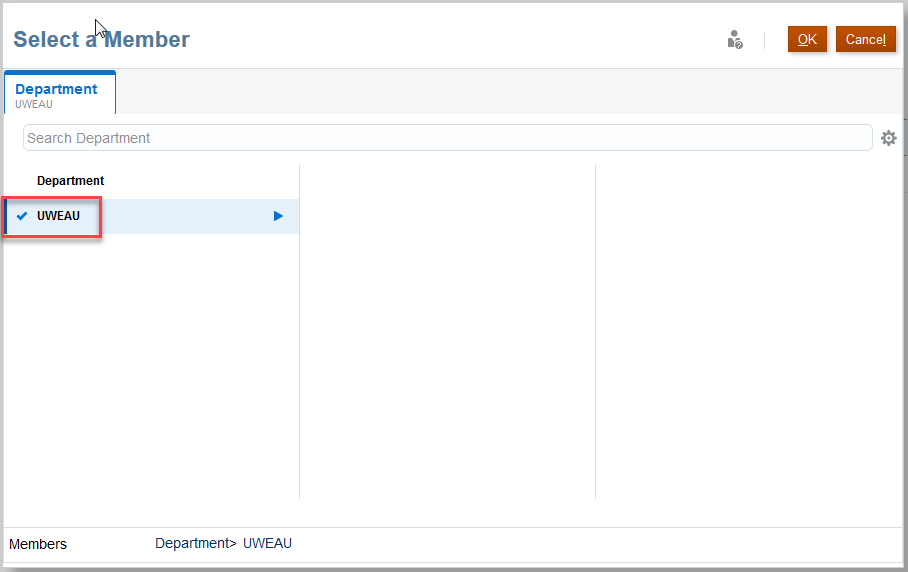 Select a Member
OK Cancel
Department
UWEAU
Search Department
Department
UWEAU
Members Department> UWEAU